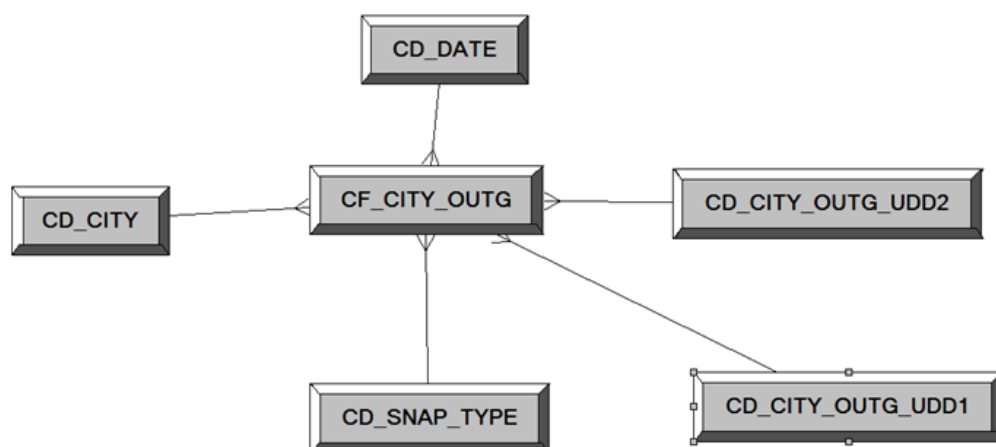 CD_DATE
CF_CITY_OUTG
CD_CITY_OUTG_UDD2
CD_CITY
CD_SNAP_TYPE
CD_CITY_OUTG_UDD1